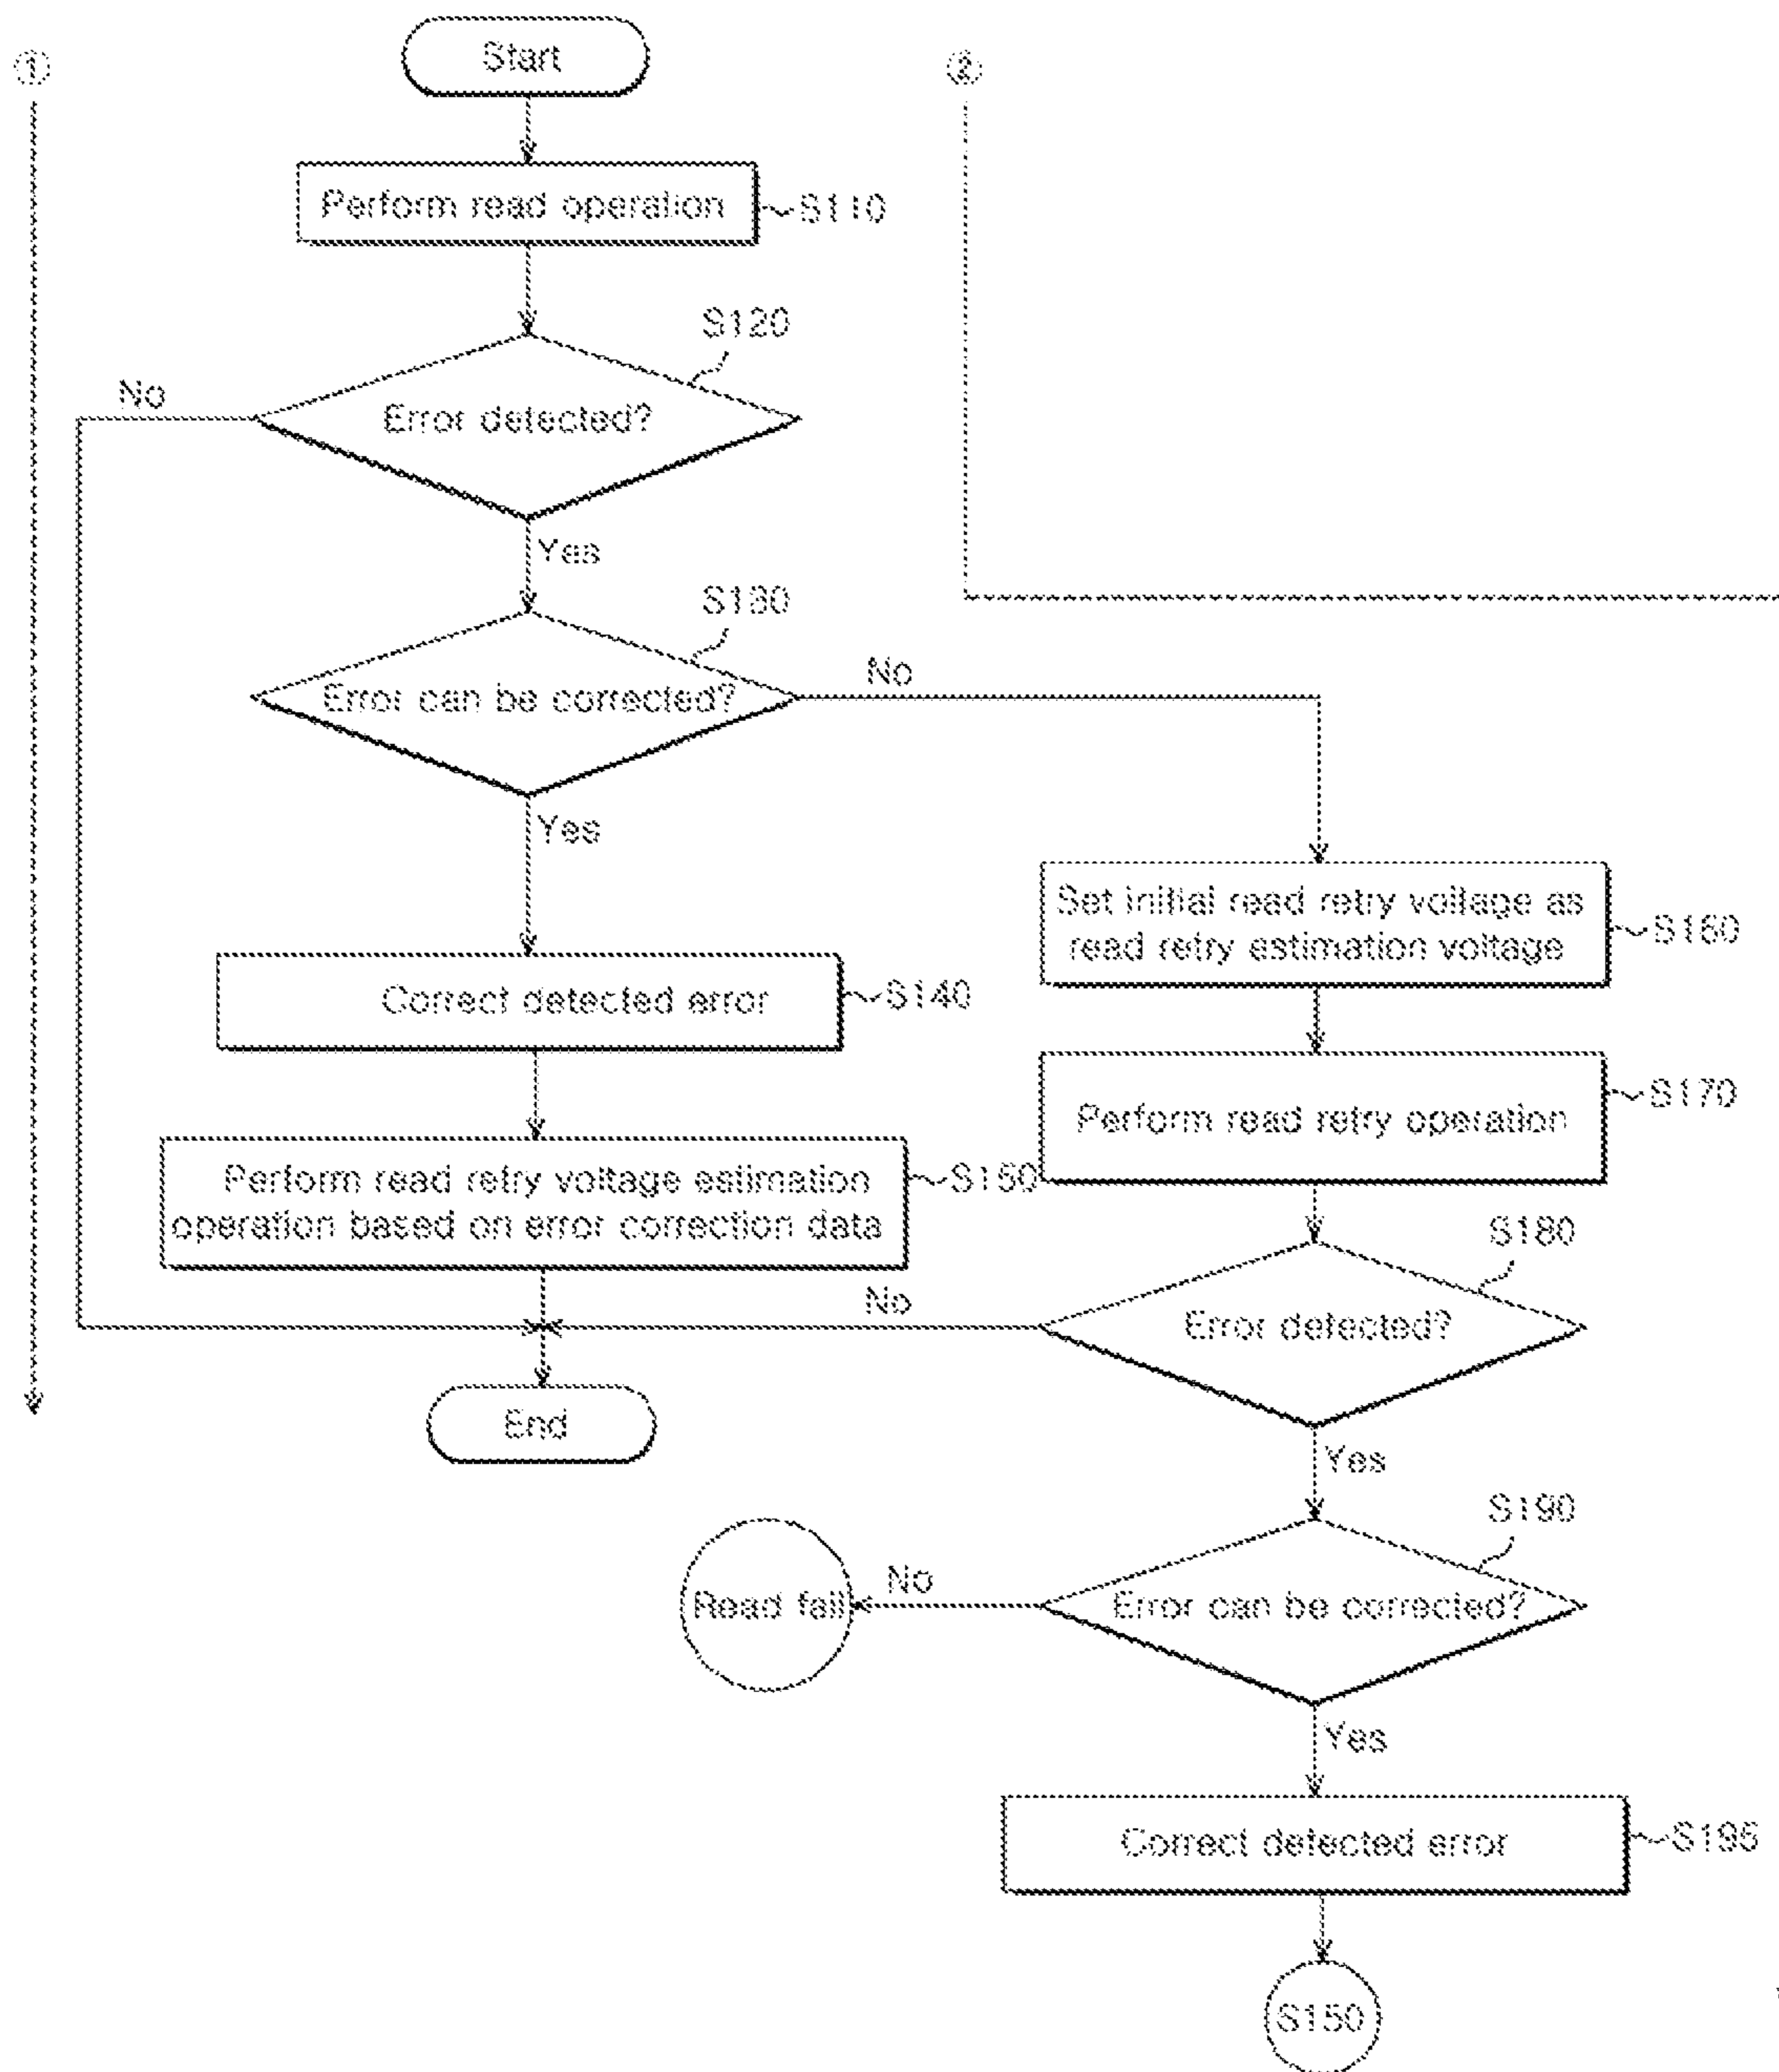 ①
Start
②
Perform read operation
S110
S120
No
Error detected?
Yes
S130
Error can be corrected?
No
Yes
Set initial read retry voltage as
read retry estimation voltage
S160
Correct detected error
S140
Perform read retry operation
S170
Perform read retry voltage estimation
operation based on error correction data
S150
S180
No
Error detected?
End
Yes
S190
Read fail
No
Error can be corrected?
Yes
Correct detected error
S195
S150